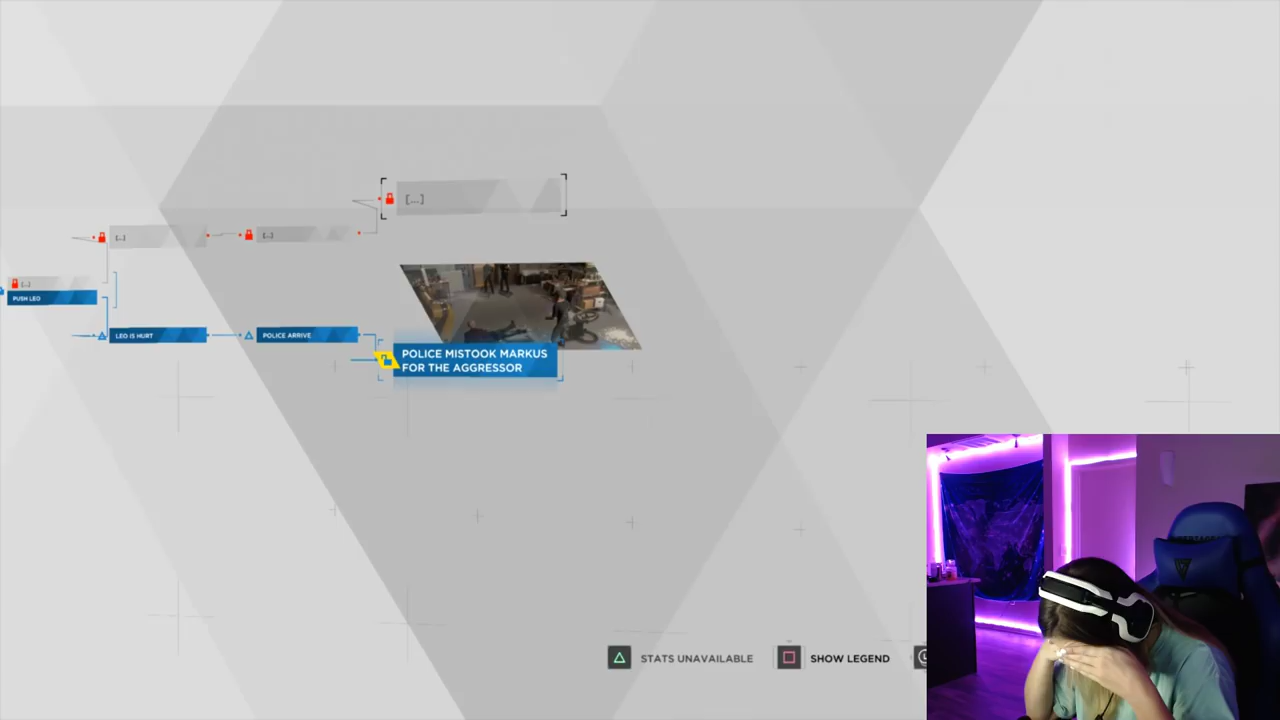 [...]
[...]
[...]
[...]
PUSH LEO
LEO IS HURT
POLICE ARRIVE
POLICE MISTOOK MARKUS
FOR THE AGGRESSOR
STATS UNAVAILABLE
SHOW LEGEND